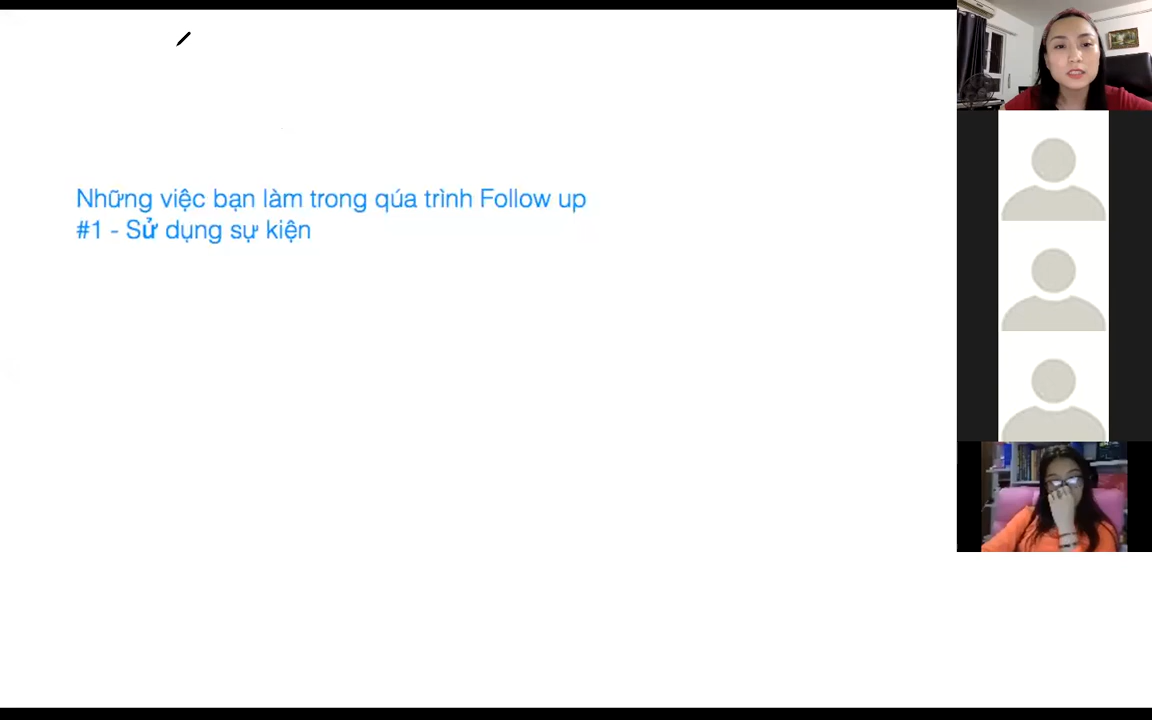 Những việc bạn làm trong qúa trình Follow up
#1 - Sử dụng sự kiện